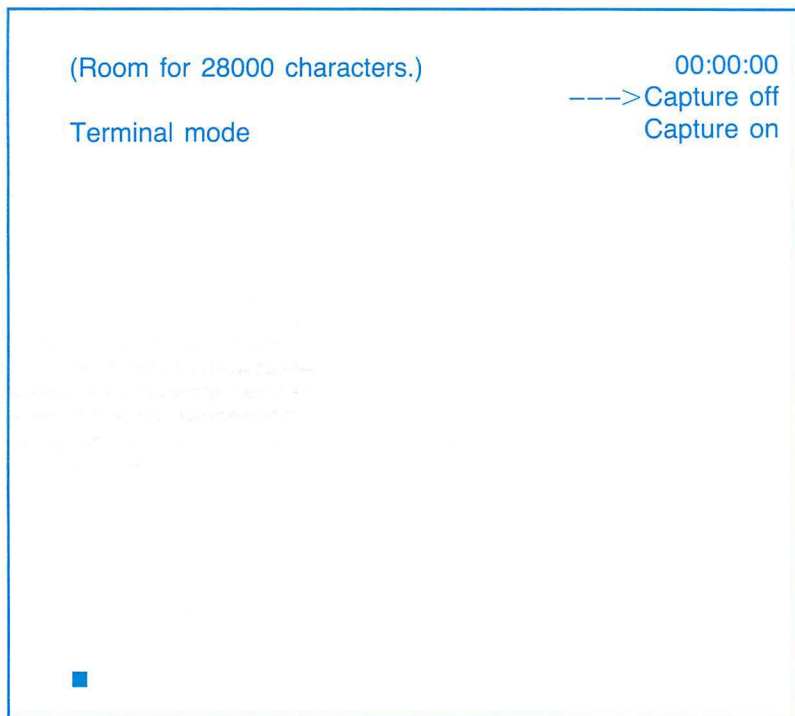 (Room for 28000 characters.) 00:00:00
--->Capture off
Terminal mode Capture on